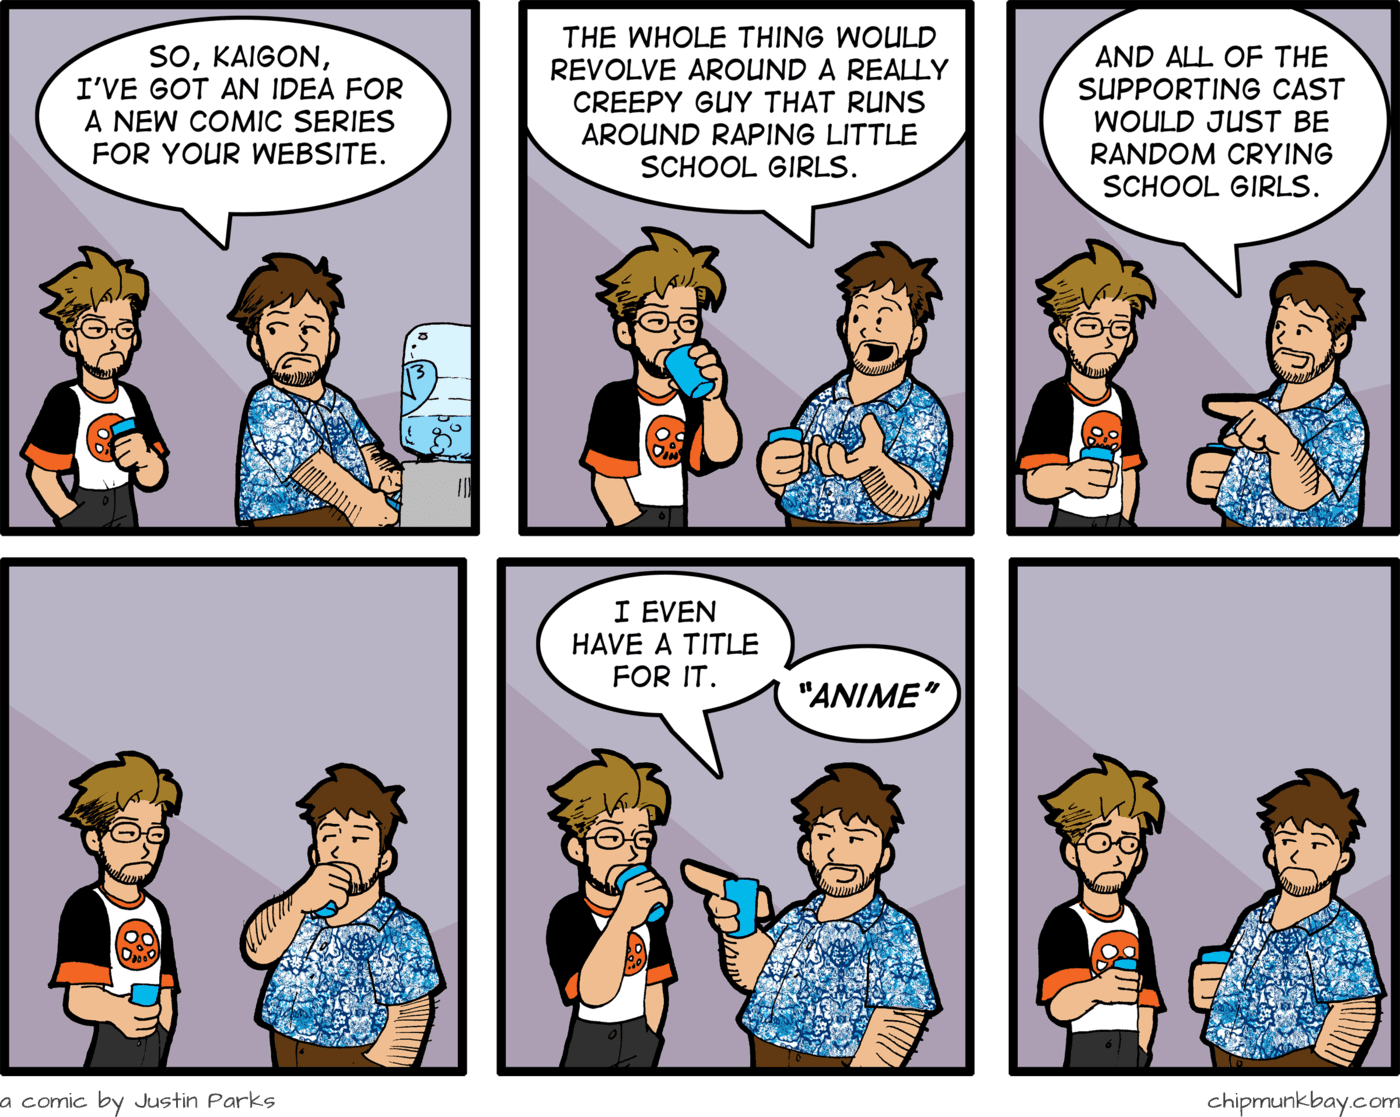 SO, KAIGON,
I'VE GOT AN IDEA FOR
A NEW COMIC SERIES
FOR YOUR WEBSITE.
THE WHOLE THING WOULD
REVOLVE AROUND A REALLY
CREEPY GUY THAT RUNS
AROUND RAPING LITTLE
SCHOOL GIRLS.
AND ALL OF THE
SUPPORTING CAST
WOULD JUST BE
RANDOM CRYING
SCHOOL GIRLS.
I EVEN
HAVE A TITLE
FOR IT.
"ANIME"
a comic by Justin Parks
chipmunkbay.com